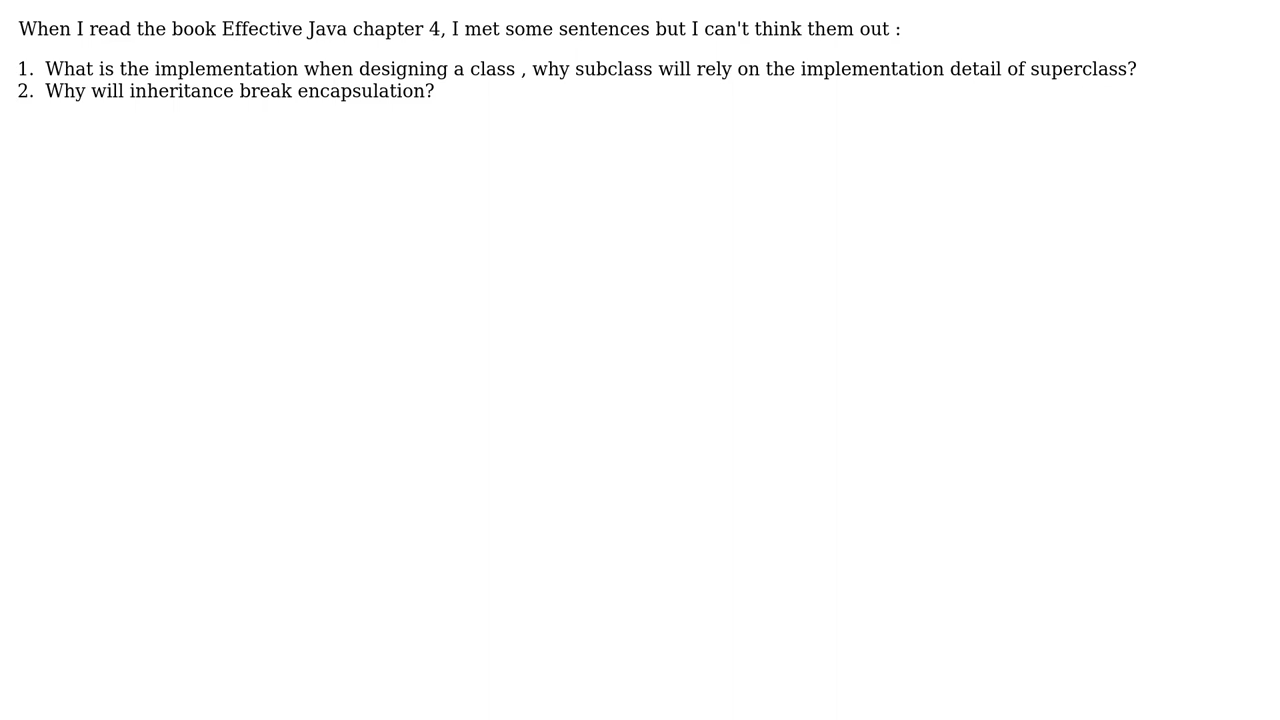 When I read the book Effective Java chapter 4, I met some sentences but I can't think them out :
1. What is the implementation when designing a class , why subclass will rely on the implementation detail of superclass?
2. Why will inheritance break encapsulation?